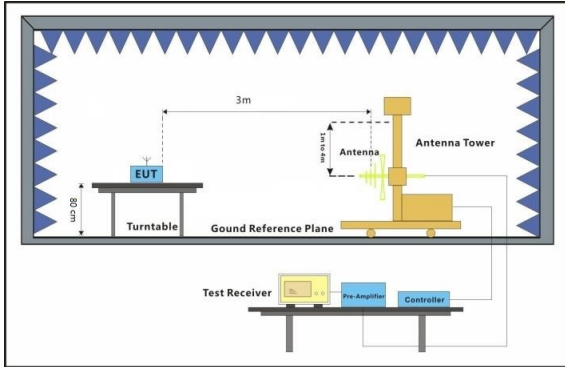 3m
1m to 4m
Antenna
Antenna Tower
EUT
80 cm
Turntable
Gound Reference Plane
Test Receiver
Pre-Amplifier
Controller